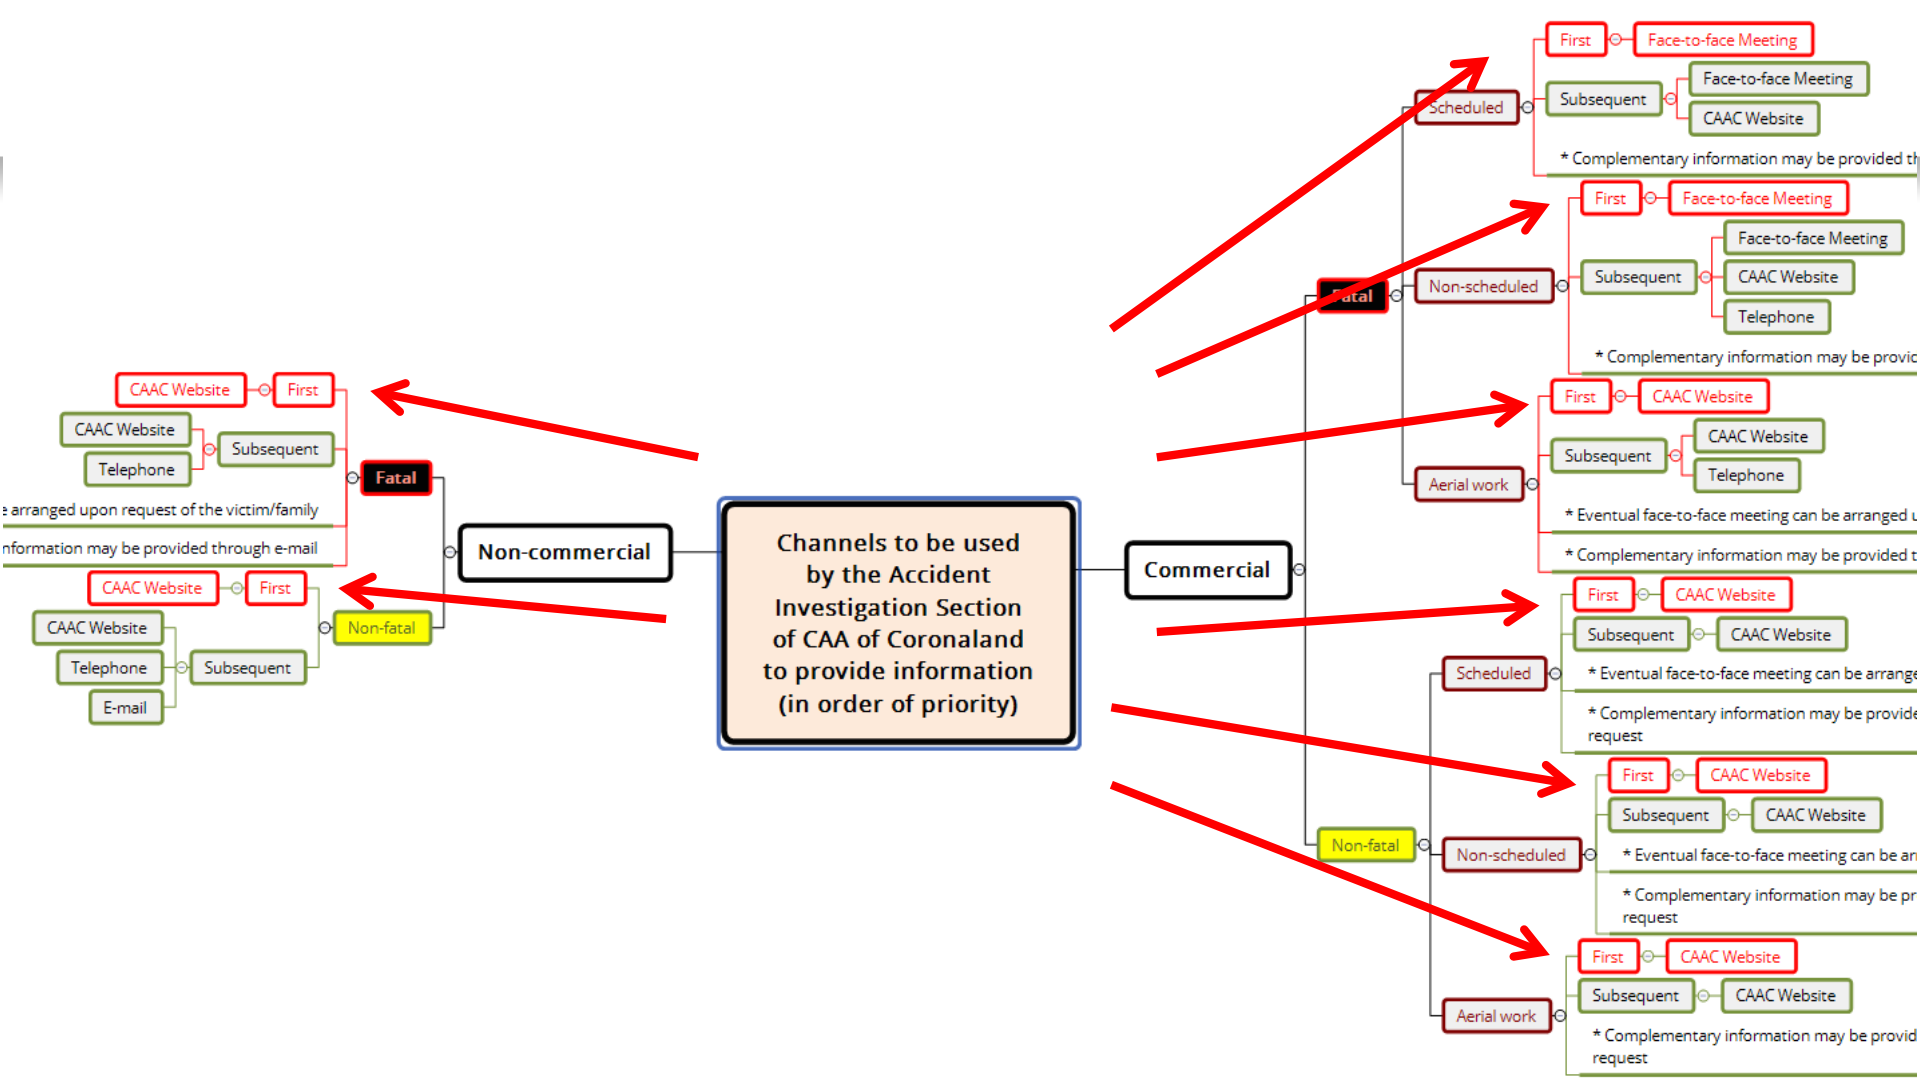 CAAC Website
First
CAAC Website
Telephone
Subsequent
Fatal
e arranged upon request of the victim/family
nformation may be provided through e-mail
CAAC Website
First
Non-fatal
CAAC Website
Telephone
E-mail
Subsequent
Non-commercial
Channels to be used
by the Accident
Investigation Section
of CAA of Coronaland
to provide information
(in order of priority)
Commercial
Fatal
Scheduled
First
Face-to-face Meeting
Subsequent
Face-to-face Meeting
CAAC Website
* Complementary information may be provided th
Non-scheduled
First
Face-to-face Meeting
Subsequent
Face-to-face Meeting
CAAC Website
Telephone
* Complementary information may be provic
Aerial work
First
CAAC Website
Subsequent
CAAC Website
Telephone
* Eventual face-to-face meeting can be arranged u
* Complementary information may be provided t
Non-fatal
Scheduled
First
CAAC Website
Subsequent
CAAC Website
* Eventual face-to-face meeting can be arrange
* Complementary information may be provide
request
Non-scheduled
First
CAAC Website
Subsequent
CAAC Website
* Eventual face-to-face meeting can be ar
* Complementary information may be pr
request
Aerial work
First
CAAC Website
Subsequent
CAAC Website
* Complementary information may be provid
request